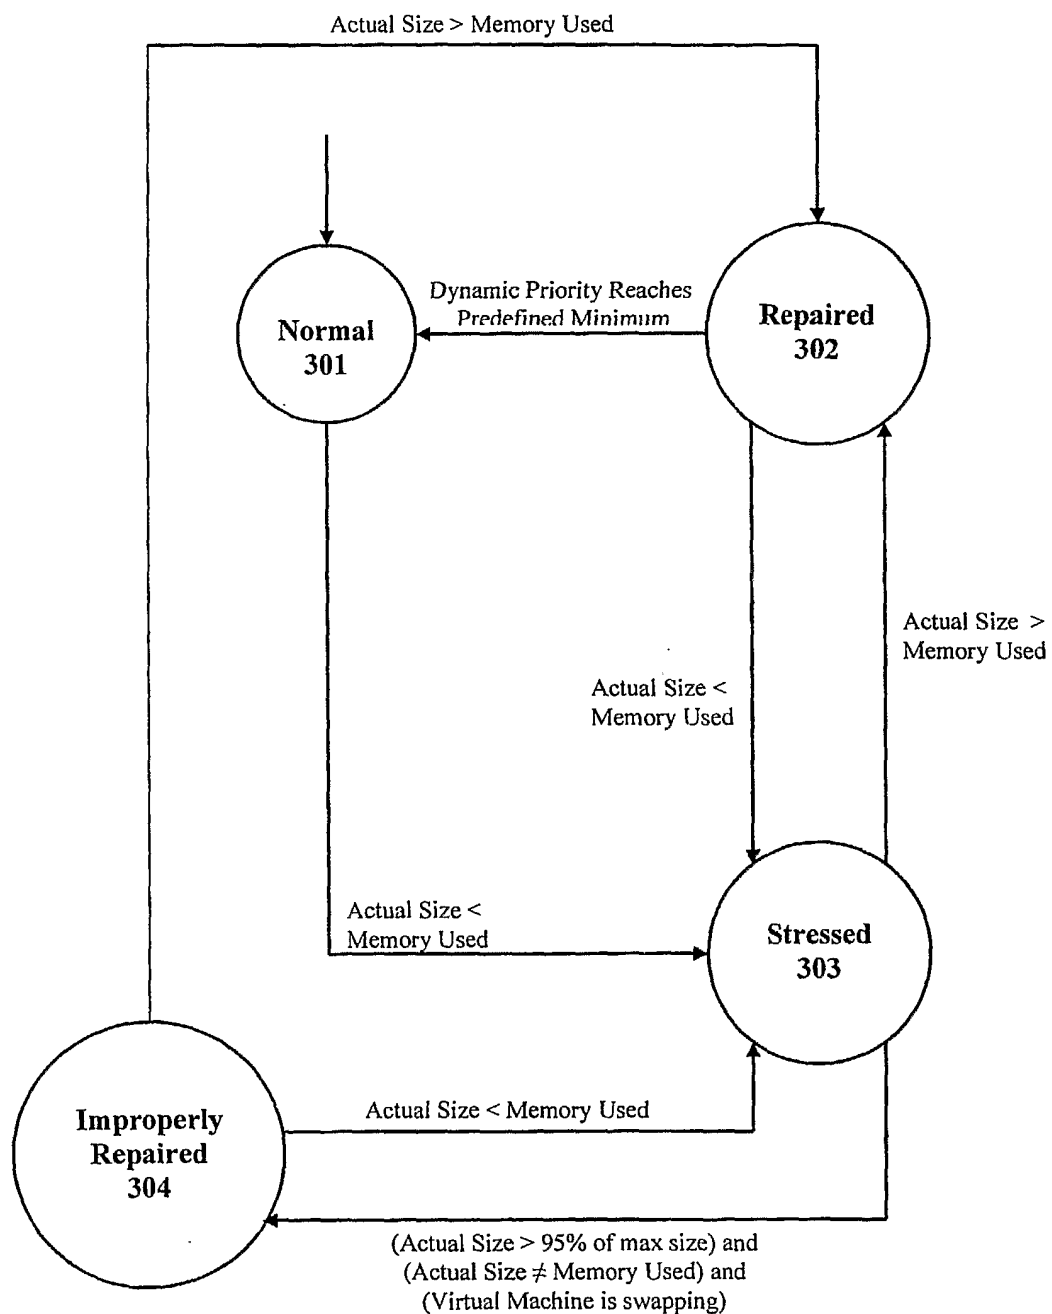 Actual Size > Memory Used
Dynamic Priority Reaches
Predefined Minimum
Normal
301
Repaired
302
Actual Size >
Memory Used
Actual Size <
Memory Used
Actual Size <
Memory Used
Stressed
303
Actual Size < Memory Used
Improperly
Repaired
304
(Actual Size > 95% of max size) and
(Actual Size ≠ Memory Used) and
(Virtual Machine is swapping)